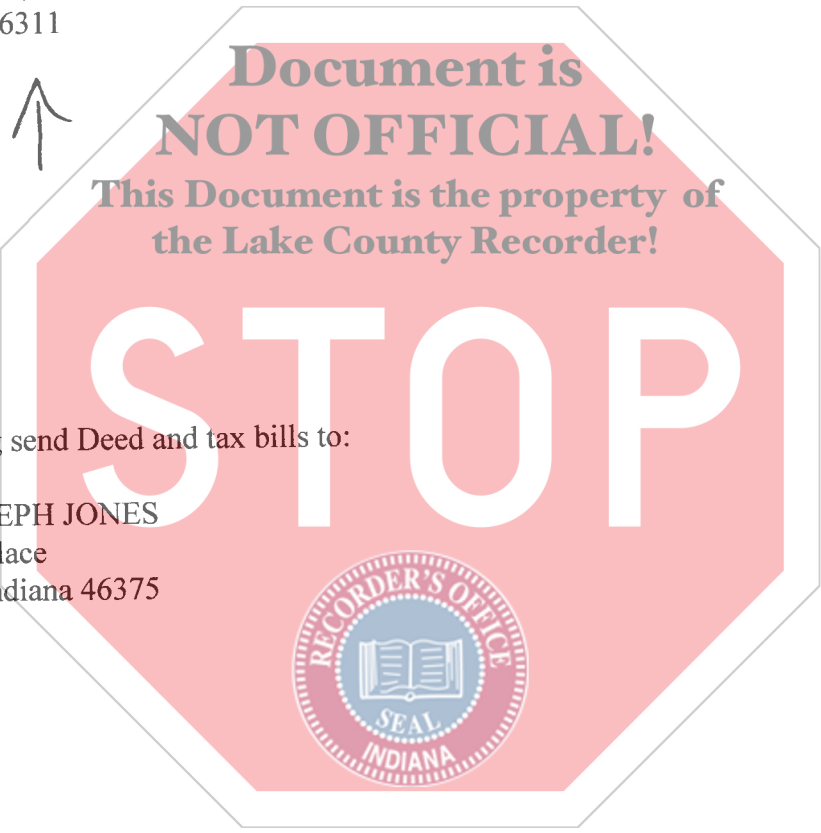 6311
Document is
NOT OFFICIAL!
This Document is the property of
the Lake County Recorder!
STOP
send Deed and tax bills to:
EPH JONES
lace
ndiana 46375
RECORDER'S OFFICE
SEAL
INDIANA